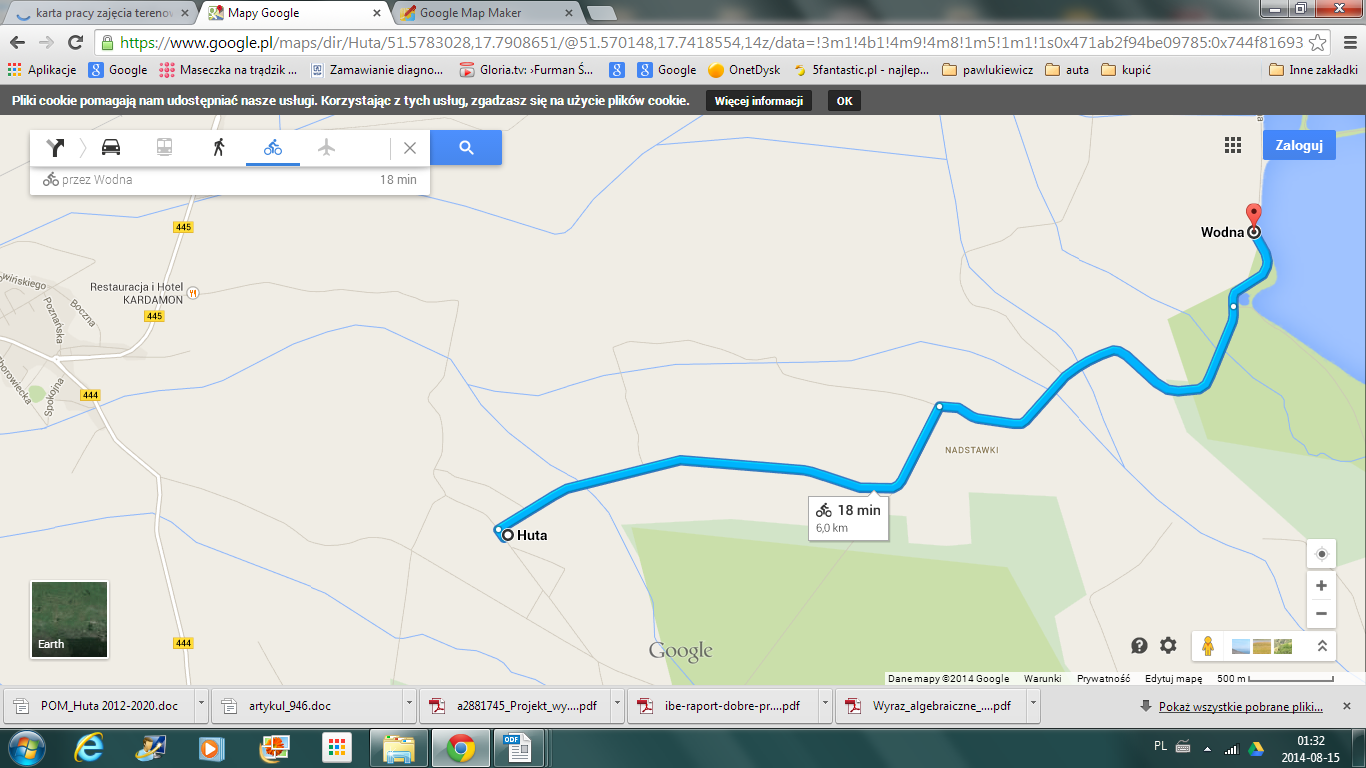 karta pracy zajęcia terenow
Mapy Google
Google Map Maker
https://www.google.pl/maps/dir/Huta/51.5783028,17.7908651/@51.570148,17.7418554,14z/data=!3m1!4b1!4m9!4m8!1m5!1m1!1s0x471ab2f94be09785:0x744f81693
Aplikacje
Google
Maseczka na trądzik ...
Zamawianie diagno...
Gloria.tv: ›Furman Ś...
Google
OnetDysk
5fantastic.pl - najlep...
pawlukiewicz
auta
kupić
Inne zakładki
Pliki cookie pomagają nam udostępniać nasze usługi. Korzystając z tych usług, zgadzasz się na użycie plików cookie.
Więcej informacji
OK
Zaloguj
przez Wodna
18 min
445
Wodna
wińskiego
Restauracja i Hotel
KARDAMON
Boczna
Poznańska
445
Zborowiecka
Spokojna
444
NADSTAWKI
18 min
6,0 km
Huta
Earth
444
Google
Dane mapy ©2014 Google
Warunki
Prywatność
Edytuj mapę
500 m
POM_Huta 2012-2020.doc
artykul_946.doc
a2881745_Projekt_wy....pdf
ibe-raport-dobre-pr....pdf
Wyraz_algebraiczne_....pdf
Pokaż wszystkie pobrane pliki...
ODF
PL
01:32
2014-08-15